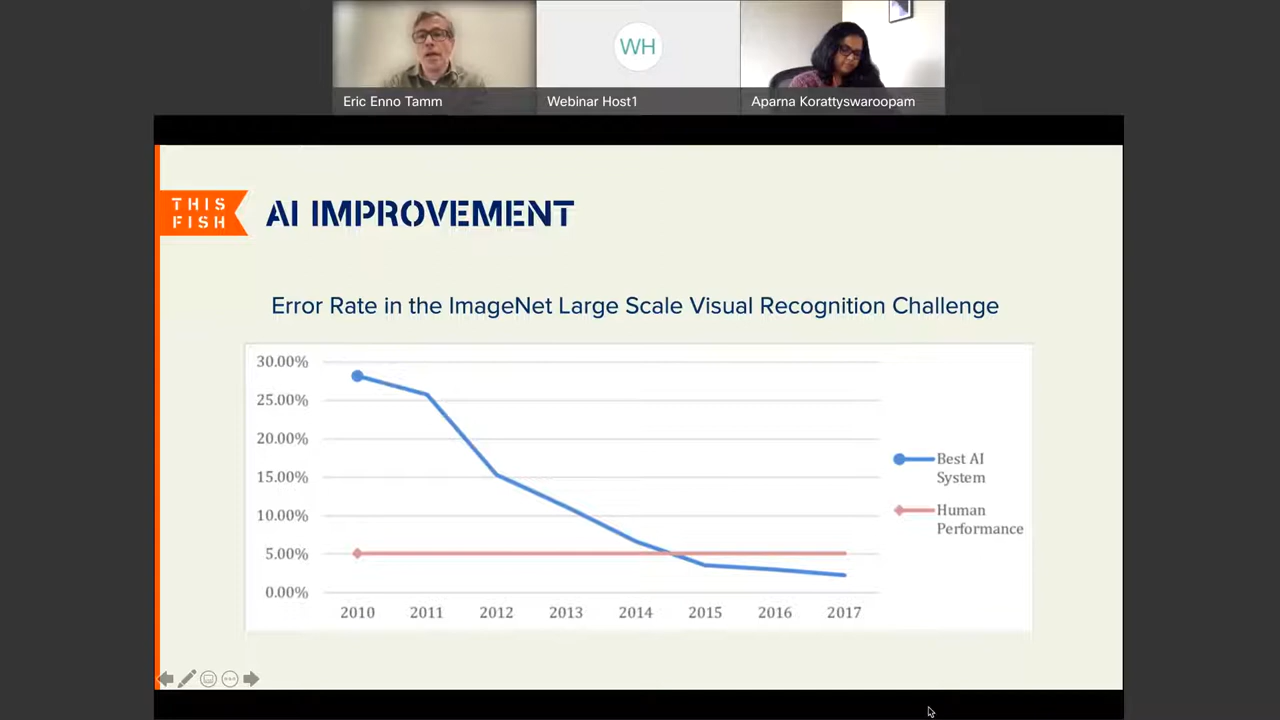 WH
Eric Enno Tamm
Webinar Host1
Aparna Korattyswaroopam
THIS
FISH
AI IMPROVEMENT
Error Rate in the ImageNet Large Scale Visual Recognition Challenge
30.00%
25.00%
20.00%
15.00%
10.00%
5.00%
0.00%
2010 2011 2012 2013 2014 2015 2016 2017
Best AI
System
Human
Performance